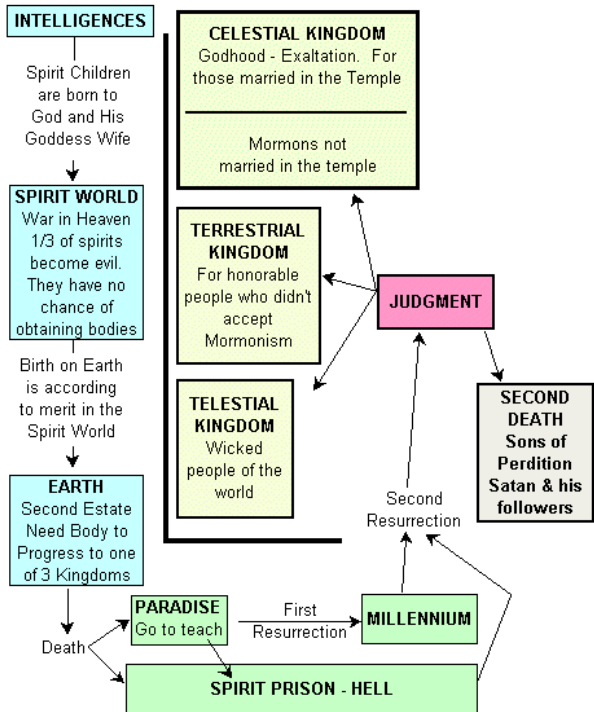 INTELLIGENCES
Spirit Children
are born to
God and His
Goddess Wife
SPIRIT WORLD
War in Heaven
1/3 of spirits
become evil.
They have no
chance of
obtaining bodies
Birth on Earth
is according
to merit in the
Spirit World
EARTH
Second Estate
Need Body to
Progress to one
of 3 Kingdoms
Death
PARADISE
Go to teach
First
Resurrection
MILLENNIUM
SPIRIT PRISON - HELL
Second
Resurrection
JUDGMENT
CELESTIAL KINGDOM
Godhood - Exaltation. For
those married in the Temple
Mormons not
married in the temple
TERRESTRIAL
KINGDOM
For honorable
people who didn't
accept
Mormonism
TELESTIAL
KINGDOM
Wicked
people of the
world
SECOND
DEATH
Sons of
Perdition
Satan & his
followers